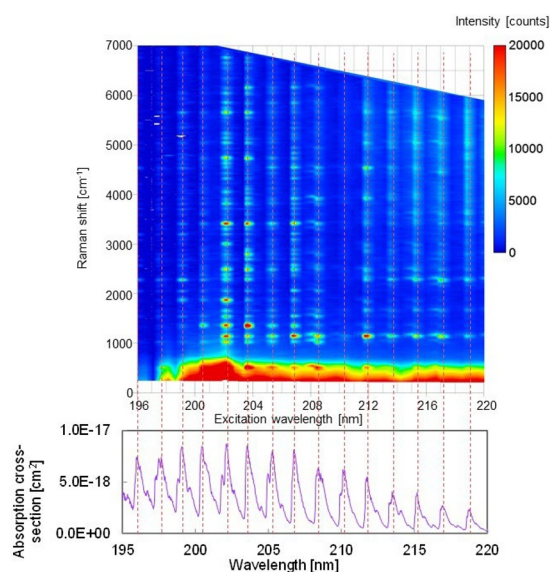 Intensity [counts]
20000
15000
10000
5000
0
7000
6000
5000
4000
3000
2000
1000
0
Raman shift [cm-1]
196 200 204 208 212 216 220
Excitation wavelength [nm]
1.0E-17
5.0E-18
0.0E+00
Absorption cross-
section [cm2]
195 200 205 210 215 220
Wavelength [nm]